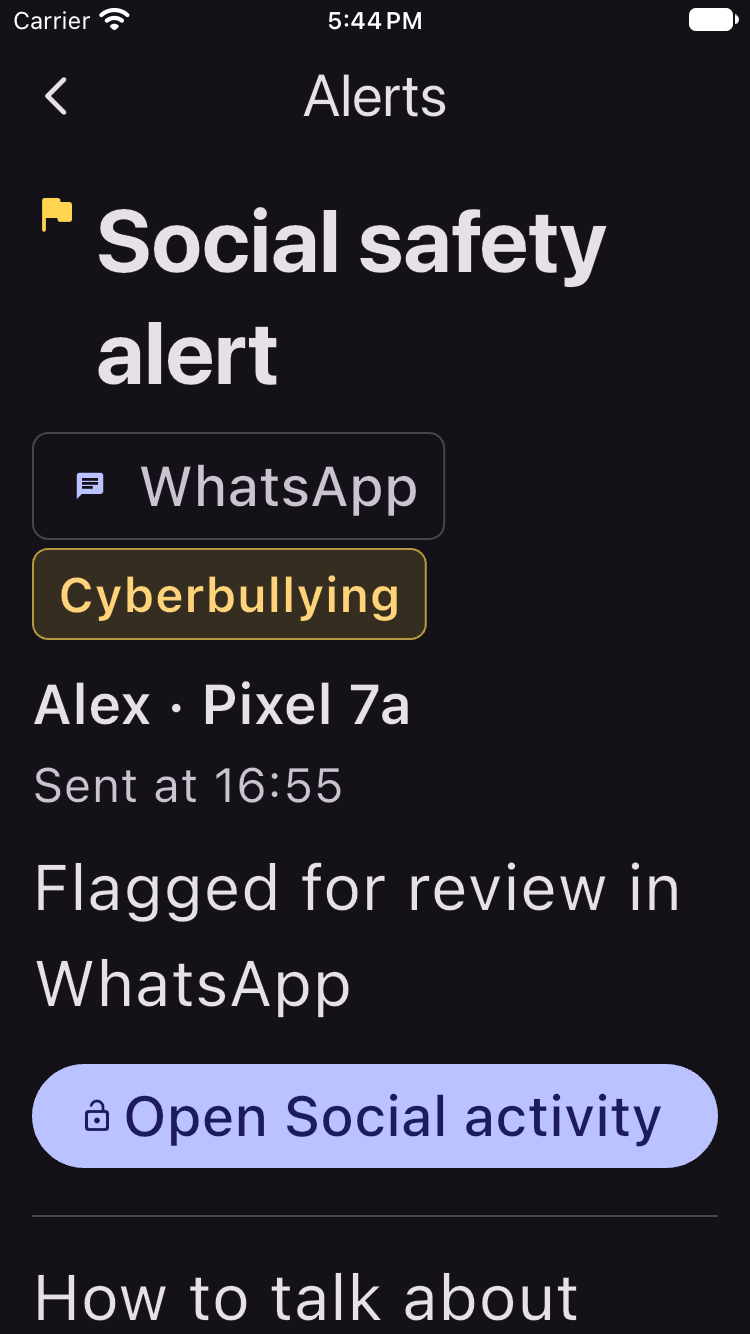 Carrier 5:44 PM
Alerts
Social safety
alert
WhatsApp
Cyberbullying
Alex · Pixel 7a
Sent at 16:55
Flagged for review in
WhatsApp
Open Social activity
How to talk about